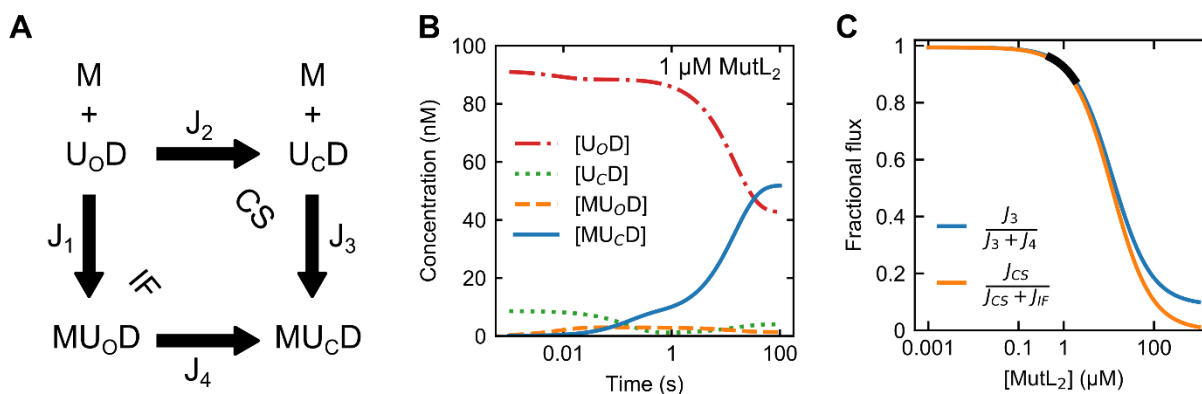 A
M
+
UOD
J2
M
+
UCD
J1
CS
J3
IF
MUOD
J4
MUCD
B
1 µM MutL2
Concentration (nM)
100
80
60
40
20
0
[UOD]
[UCD]
[MUOD]
[MUCD]
0.01
1
100
Time (s)
C
Fractional flux
1
0.8
0.6
0.4
0.2
0
J3
J3 + J4
JCS
JCS + JIF
0.001
0.1
1
100
[MutL2] (µM)